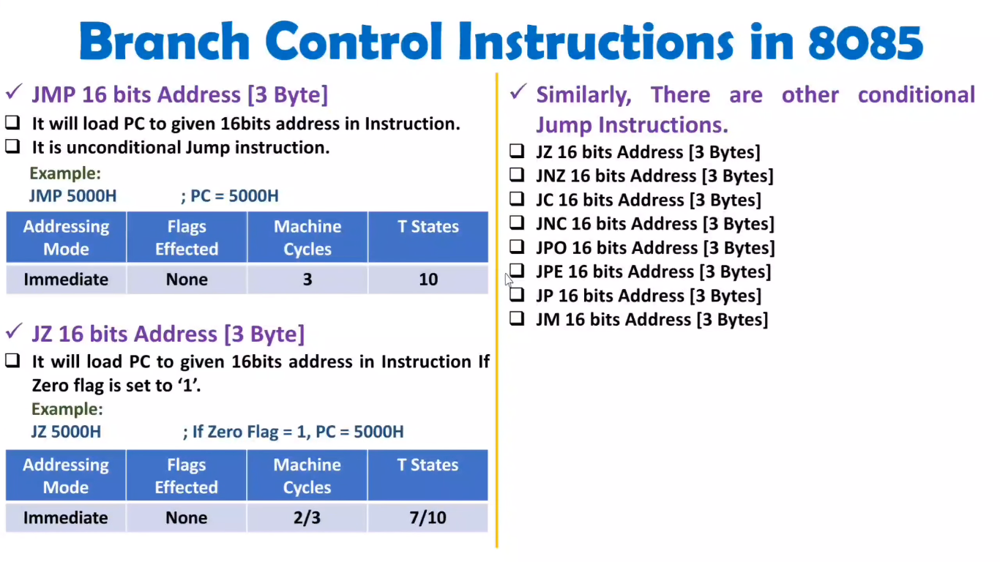 Branch Control Instructions in 8085
✓ JMP 16 bits Address [3 Byte]
❑ It will load PC to given 16bits address in Instruction.
❑ It is unconditional Jump instruction.
Example:
JMP 5000H ; PC = 5000H
Addressing Mode | Flags Effected | Machine Cycles | T States
Immediate | None | 3 | 10
✓ JZ 16 bits Address [3 Byte]
❑ It will load PC to given 16bits address in Instruction If
Zero flag is set to ‘1’.
Example:
JZ 5000H ; If Zero Flag = 1, PC = 5000H
Addressing Mode | Flags Effected | Machine Cycles | T States
Immediate | None | 2/3 | 7/10
✓ Similarly, There are other conditional
Jump Instructions.
❑ JZ 16 bits Address [3 Bytes]
❑ JNZ 16 bits Address [3 Bytes]
❑ JC 16 bits Address [3 Bytes]
❑ JNC 16 bits Address [3 Bytes]
❑ JPO 16 bits Address [3 Bytes]
❑ JPE 16 bits Address [3 Bytes]
❑ JP 16 bits Address [3 Bytes]
❑ JM 16 bits Address [3 Bytes]